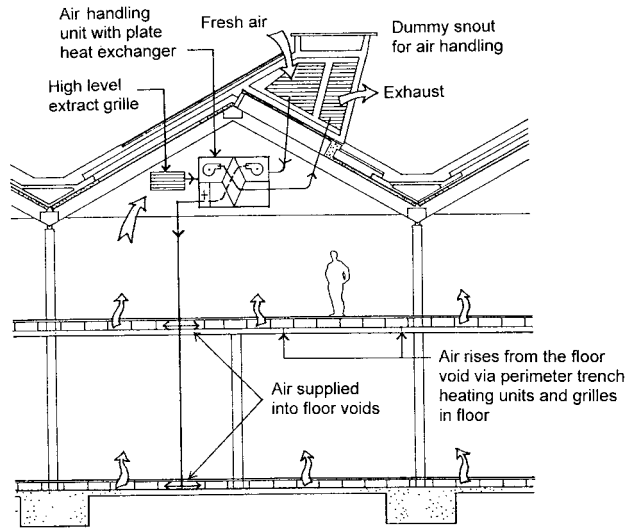 Air handling
unit with plate
heat exchanger
Fresh air
Dummy snout
for air handling
High level
extract grille
Exhaust
Air supplied
into floor voids
Air rises from the floor
void via perimeter trench
heating units and grilles
in floor